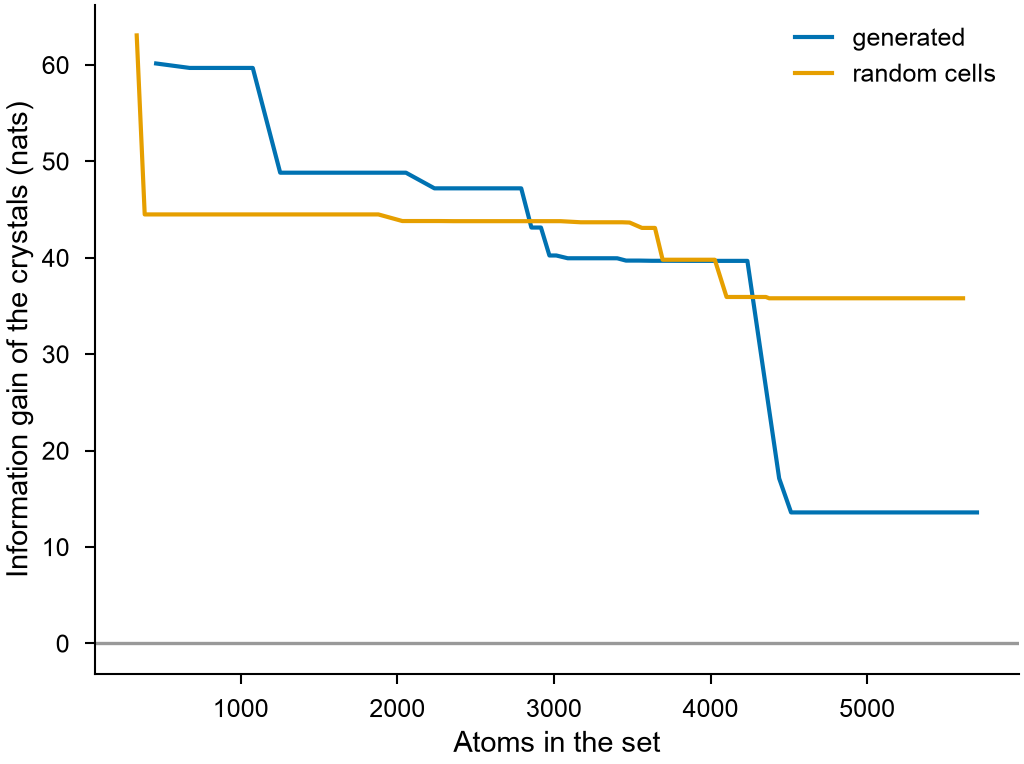 generated
random cells
Information gain of the crystals (nats)
60
50
40
30
20
10
0
1000 2000 3000 4000 5000
Atoms in the set